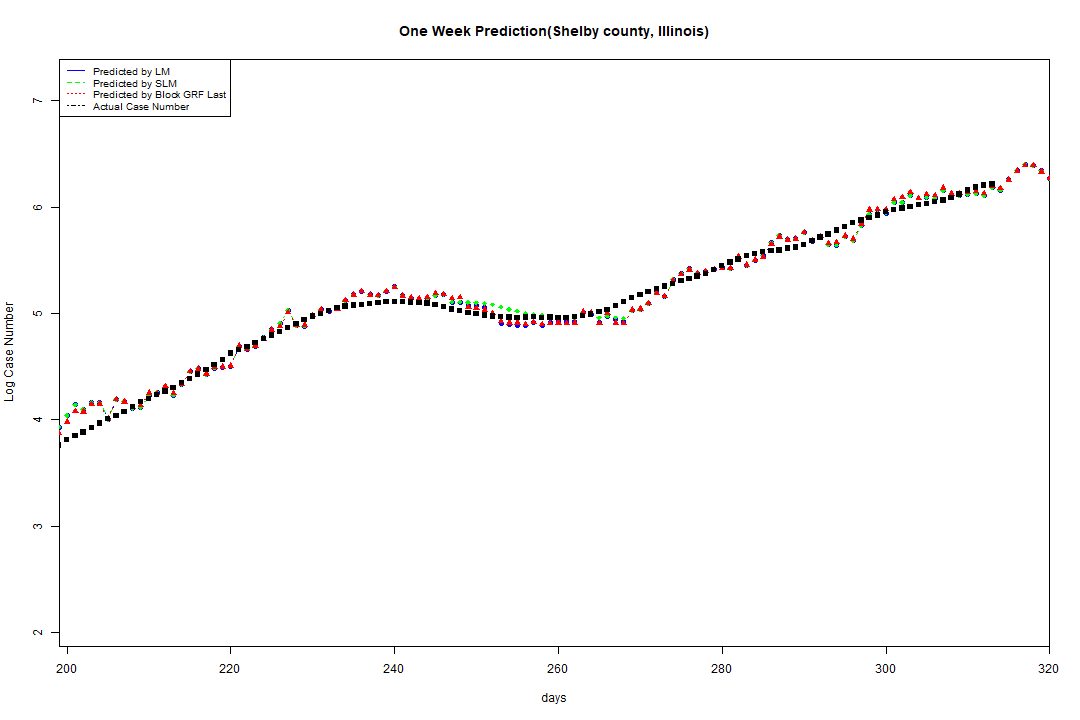 One Week Prediction(Shelby county, Illinois)
Predicted by LM
Predicted by SLM
Predicted by Block GRF Last
Actual Case Number
7
6
5
4
3
2
Log Case Number
200 220 240 260 280 300 320
days